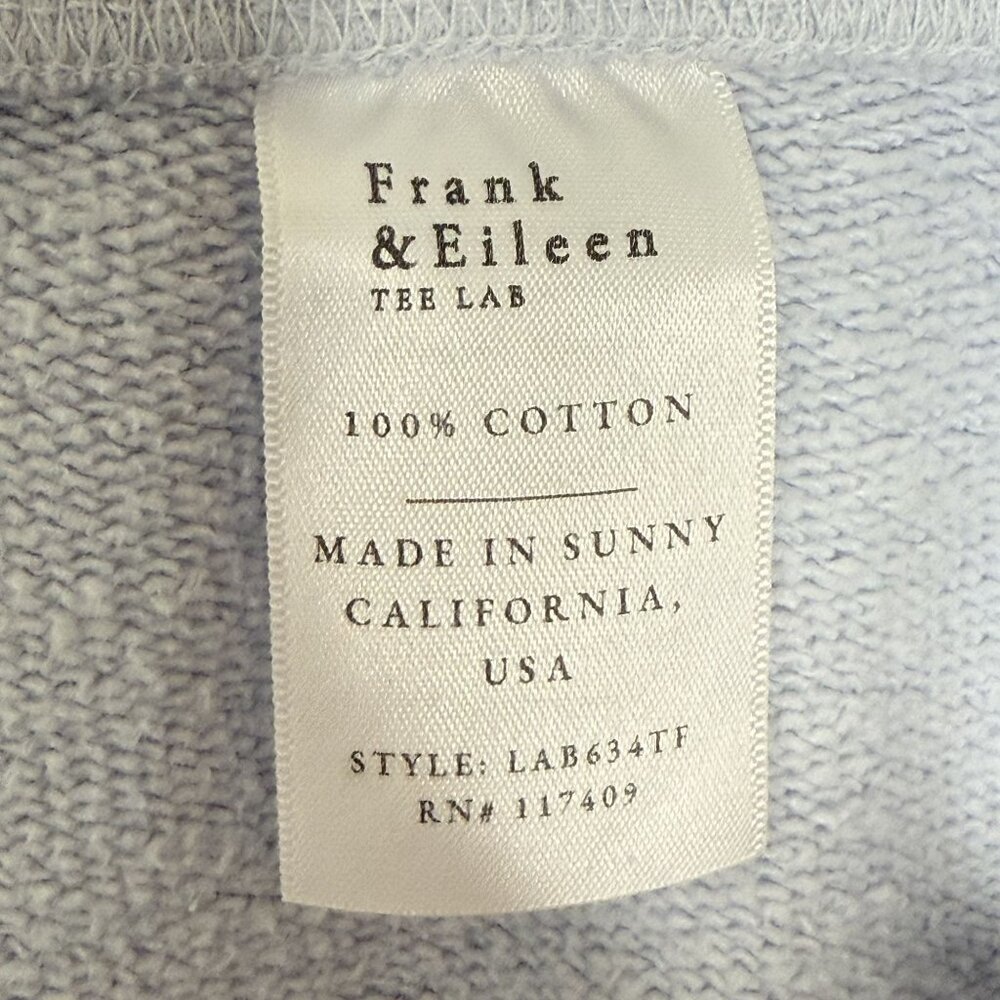 Frank
&Eileen
TEE LAB
100% COTTON
MADE IN SUNNY
CALIFORNIA,
USA
STYLE: LAB634TF
RN# 117409